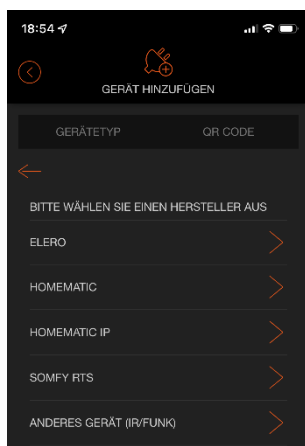 18:54
GERÄT HINZUFÜGEN
GERÄTETYP QR CODE
BITTE WÄHLEN SIE EINEN HERSTELLER AUS
ELERO
HOMEMATIC
HOMEMATIC IP
SOMFY RTS
ANDERES GERÄT (IR/FUNK)